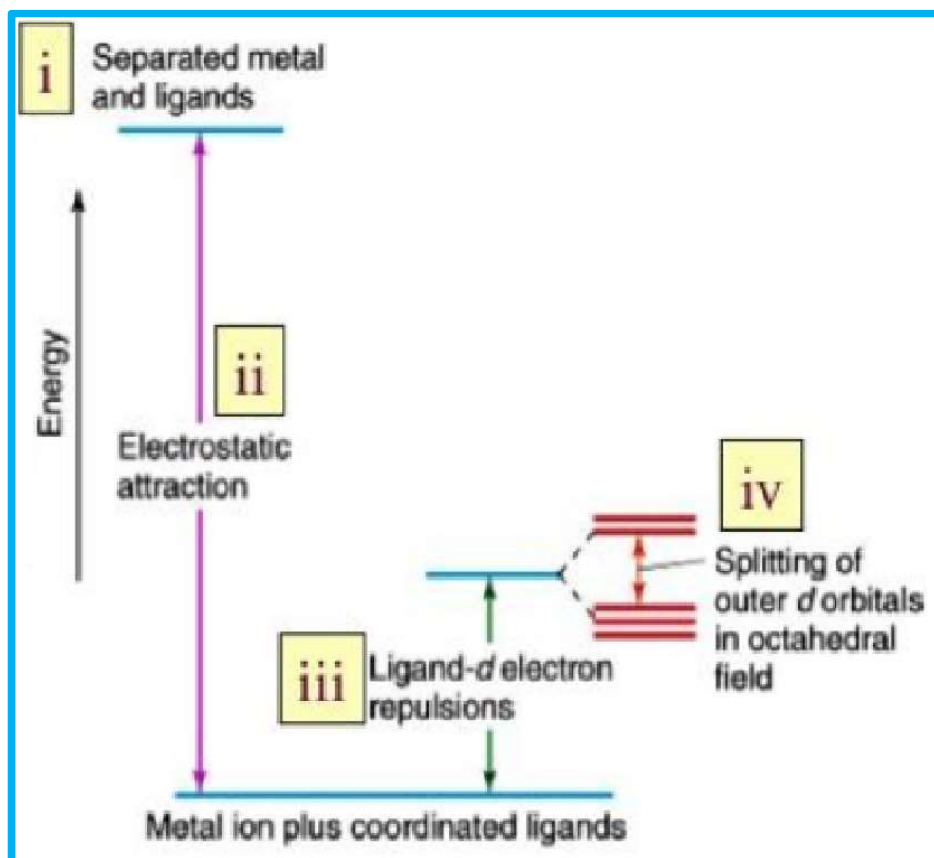 i
Separated metal
and ligands
Energy
ii
Electrostatic
attraction
iv
Splitting of
outer d orbitals
in octahedral
field
iii
Ligand-d electron
repulsions
Metal ion plus coordinated ligands